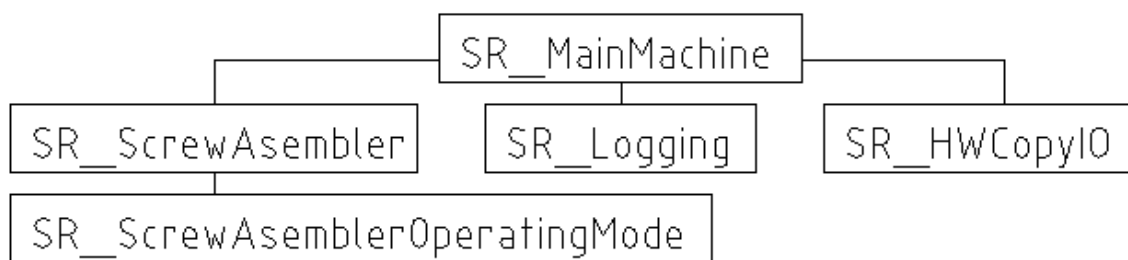 SR__MainMachine
SR__ScrewAsembler
SR__Logging
SR__HWCopyIO
SR__ScrewAsemblerOperatingMode